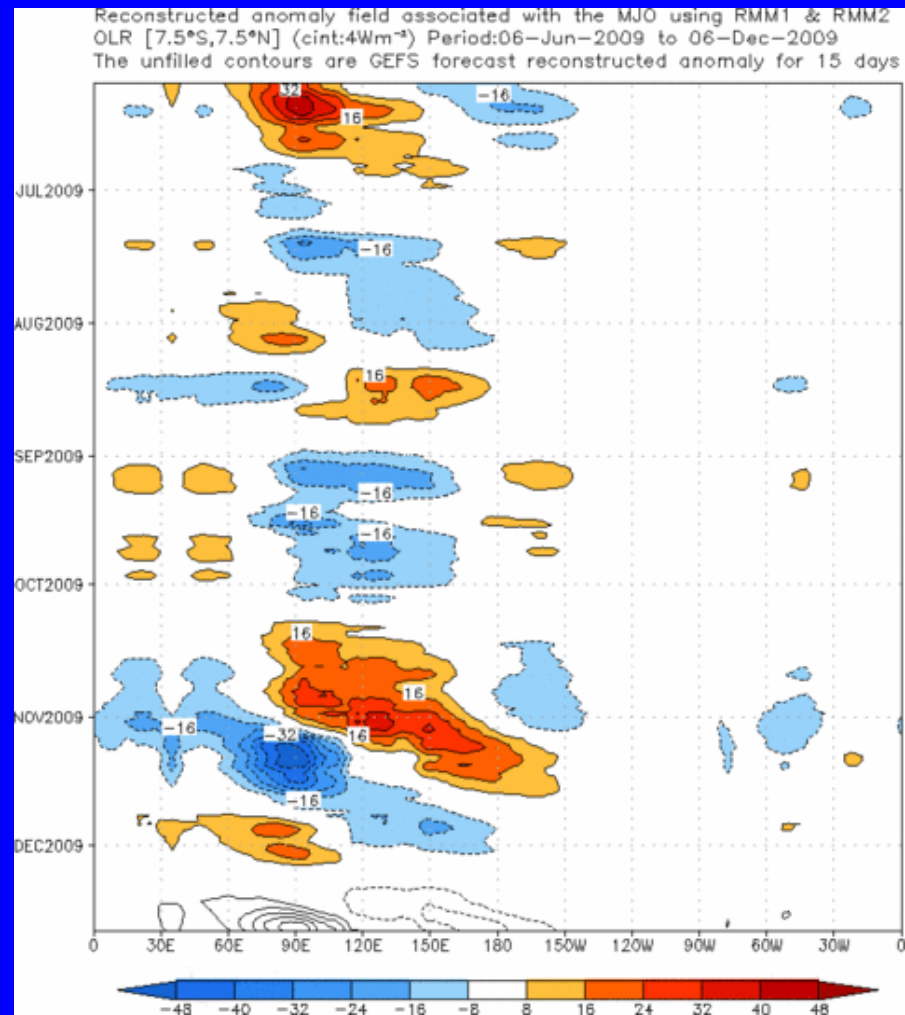 Reconstructed anomaly field associated with the MJO using RMM1 & RMM2
OLR [7.5°S,7.5°N] (cint:4Wm⁻²) Period:06-Jun-2009 to 06-Dec-2009
The unfilled contours are GEFS forecast reconstructed anomaly for 15 days
32
-16
16
JUL2009
-16
AUG2009
16
SEP2009
-16
-16
-16
OCT2009
16
16
NOV2009
-16
-32
16
-16
DEC2009
0 30E 60E 90E 120E 150E 180 150W 120W 90W 60W 30W 0
-48 -40 -32 -24 -16 -8 8 16 24 32 40 48